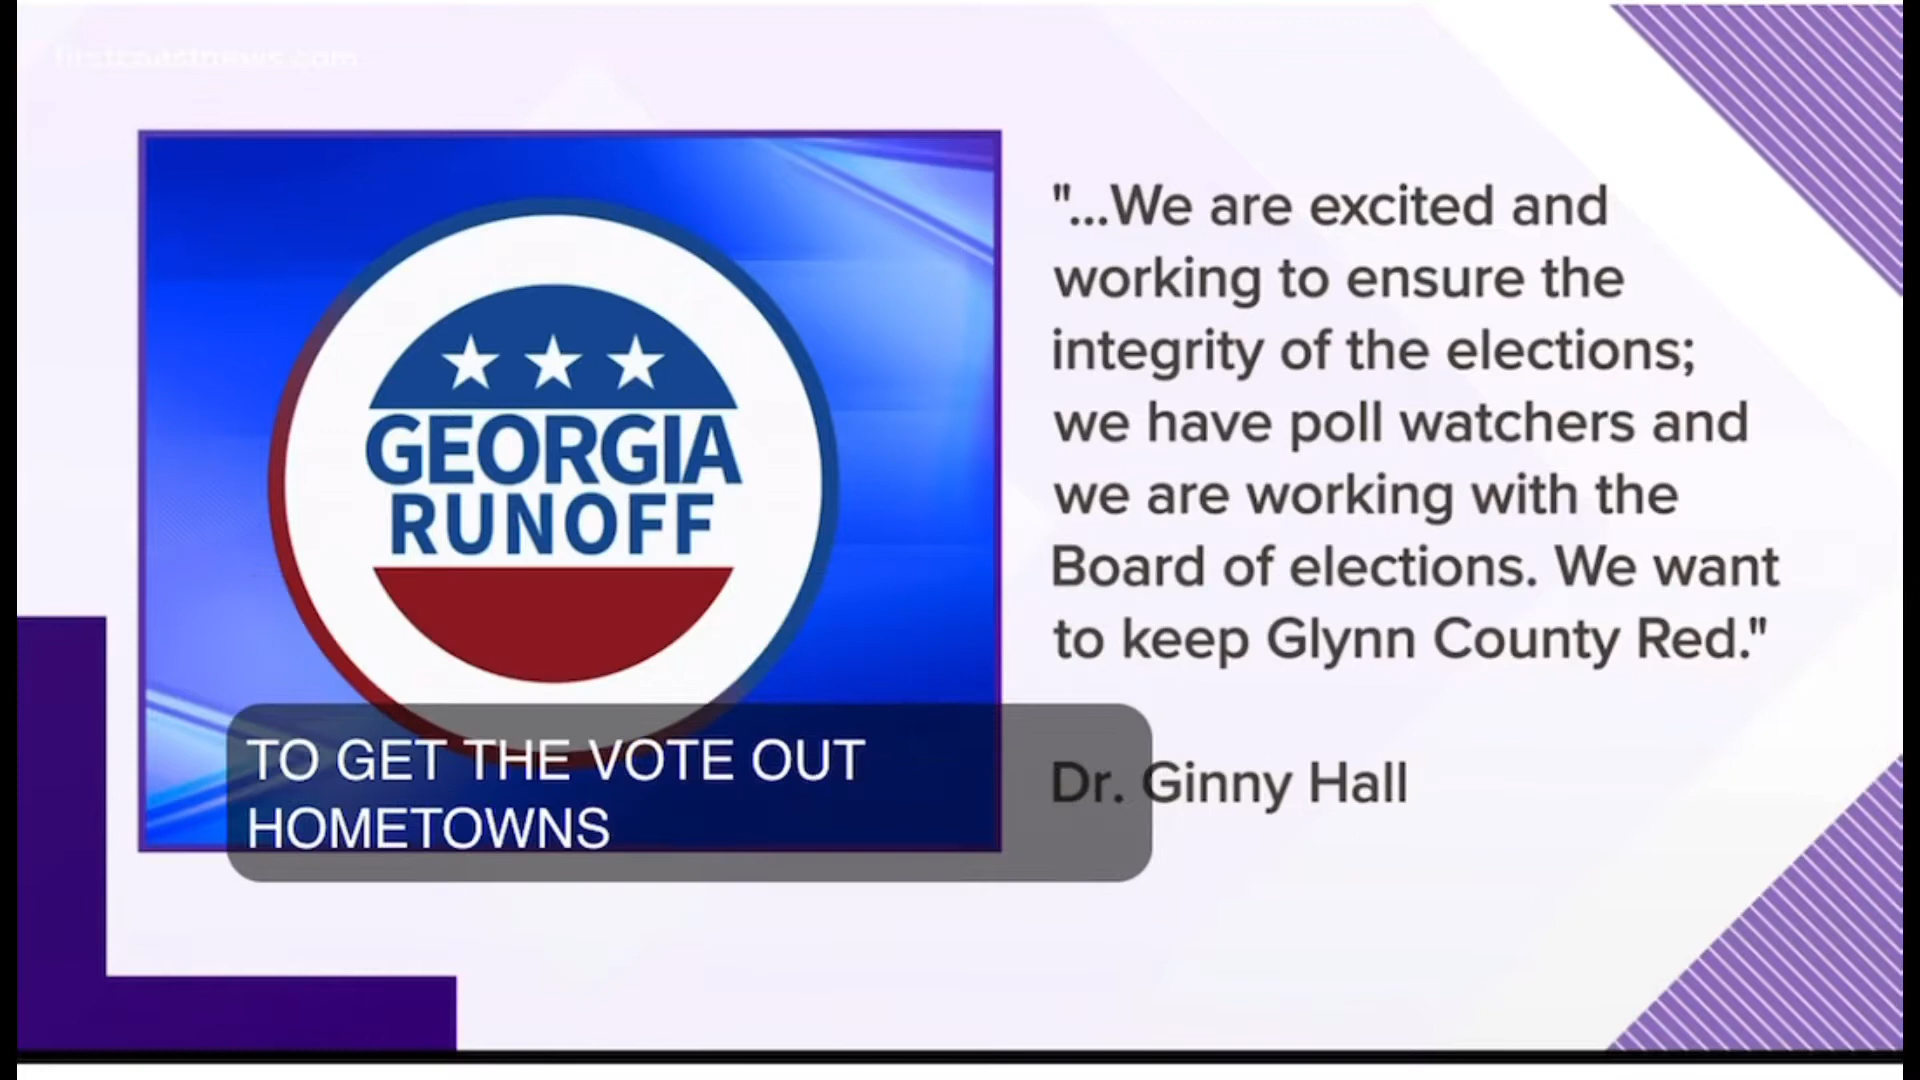 firstcoastnews.com
GEORGIA
RUNOFF
"...We are excited and
working to ensure the
integrity of the elections;
we have poll watchers and
we are working with the
Board of elections. We want
to keep Glynn County Red."
Dr. Ginny Hall
TO GET THE VOTE OUT
HOMETOWNS